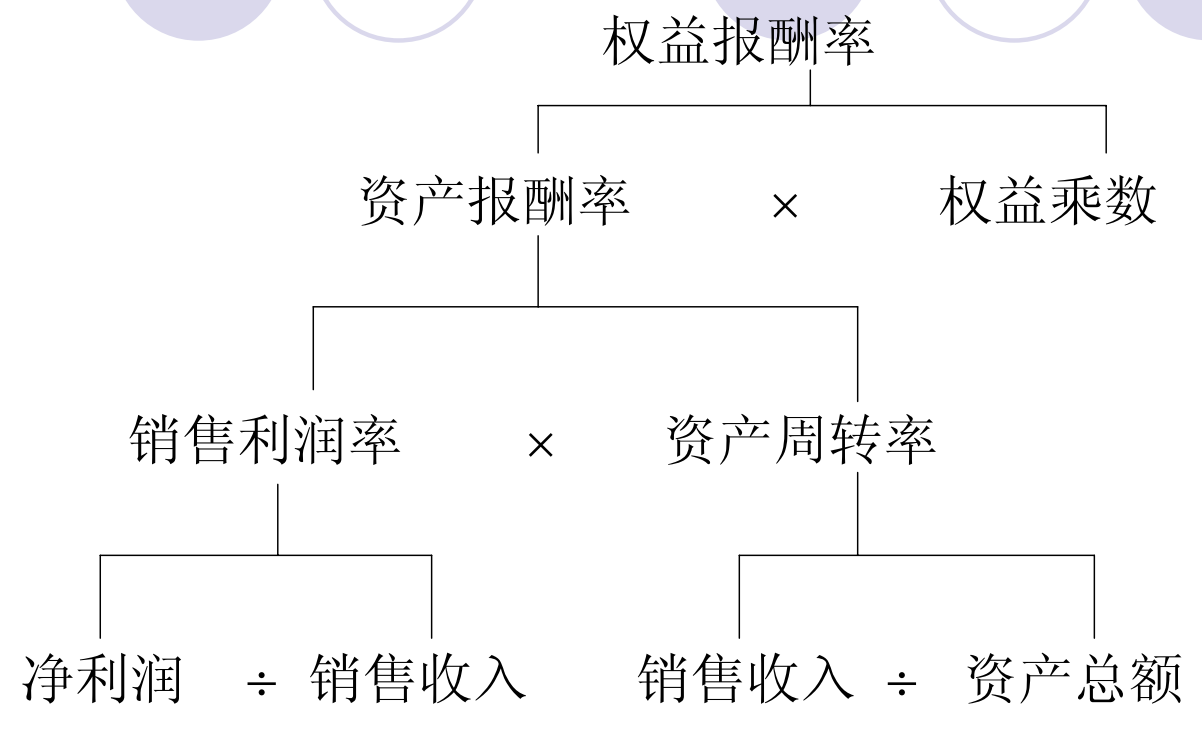 权益报酬率
资产报酬率 × 权益乘数
销售利润率 × 资产周转率
净利润 ÷ 销售收入 销售收入 ÷ 资产总额